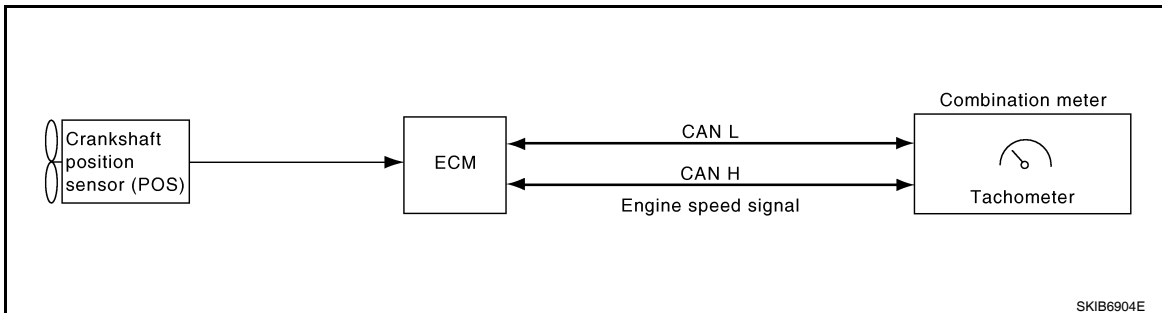 Crankshaft
position
sensor (POS)
ECM
CAN L
CAN H
Engine speed signal
Combination meter
Tachometer
SKIB6904E